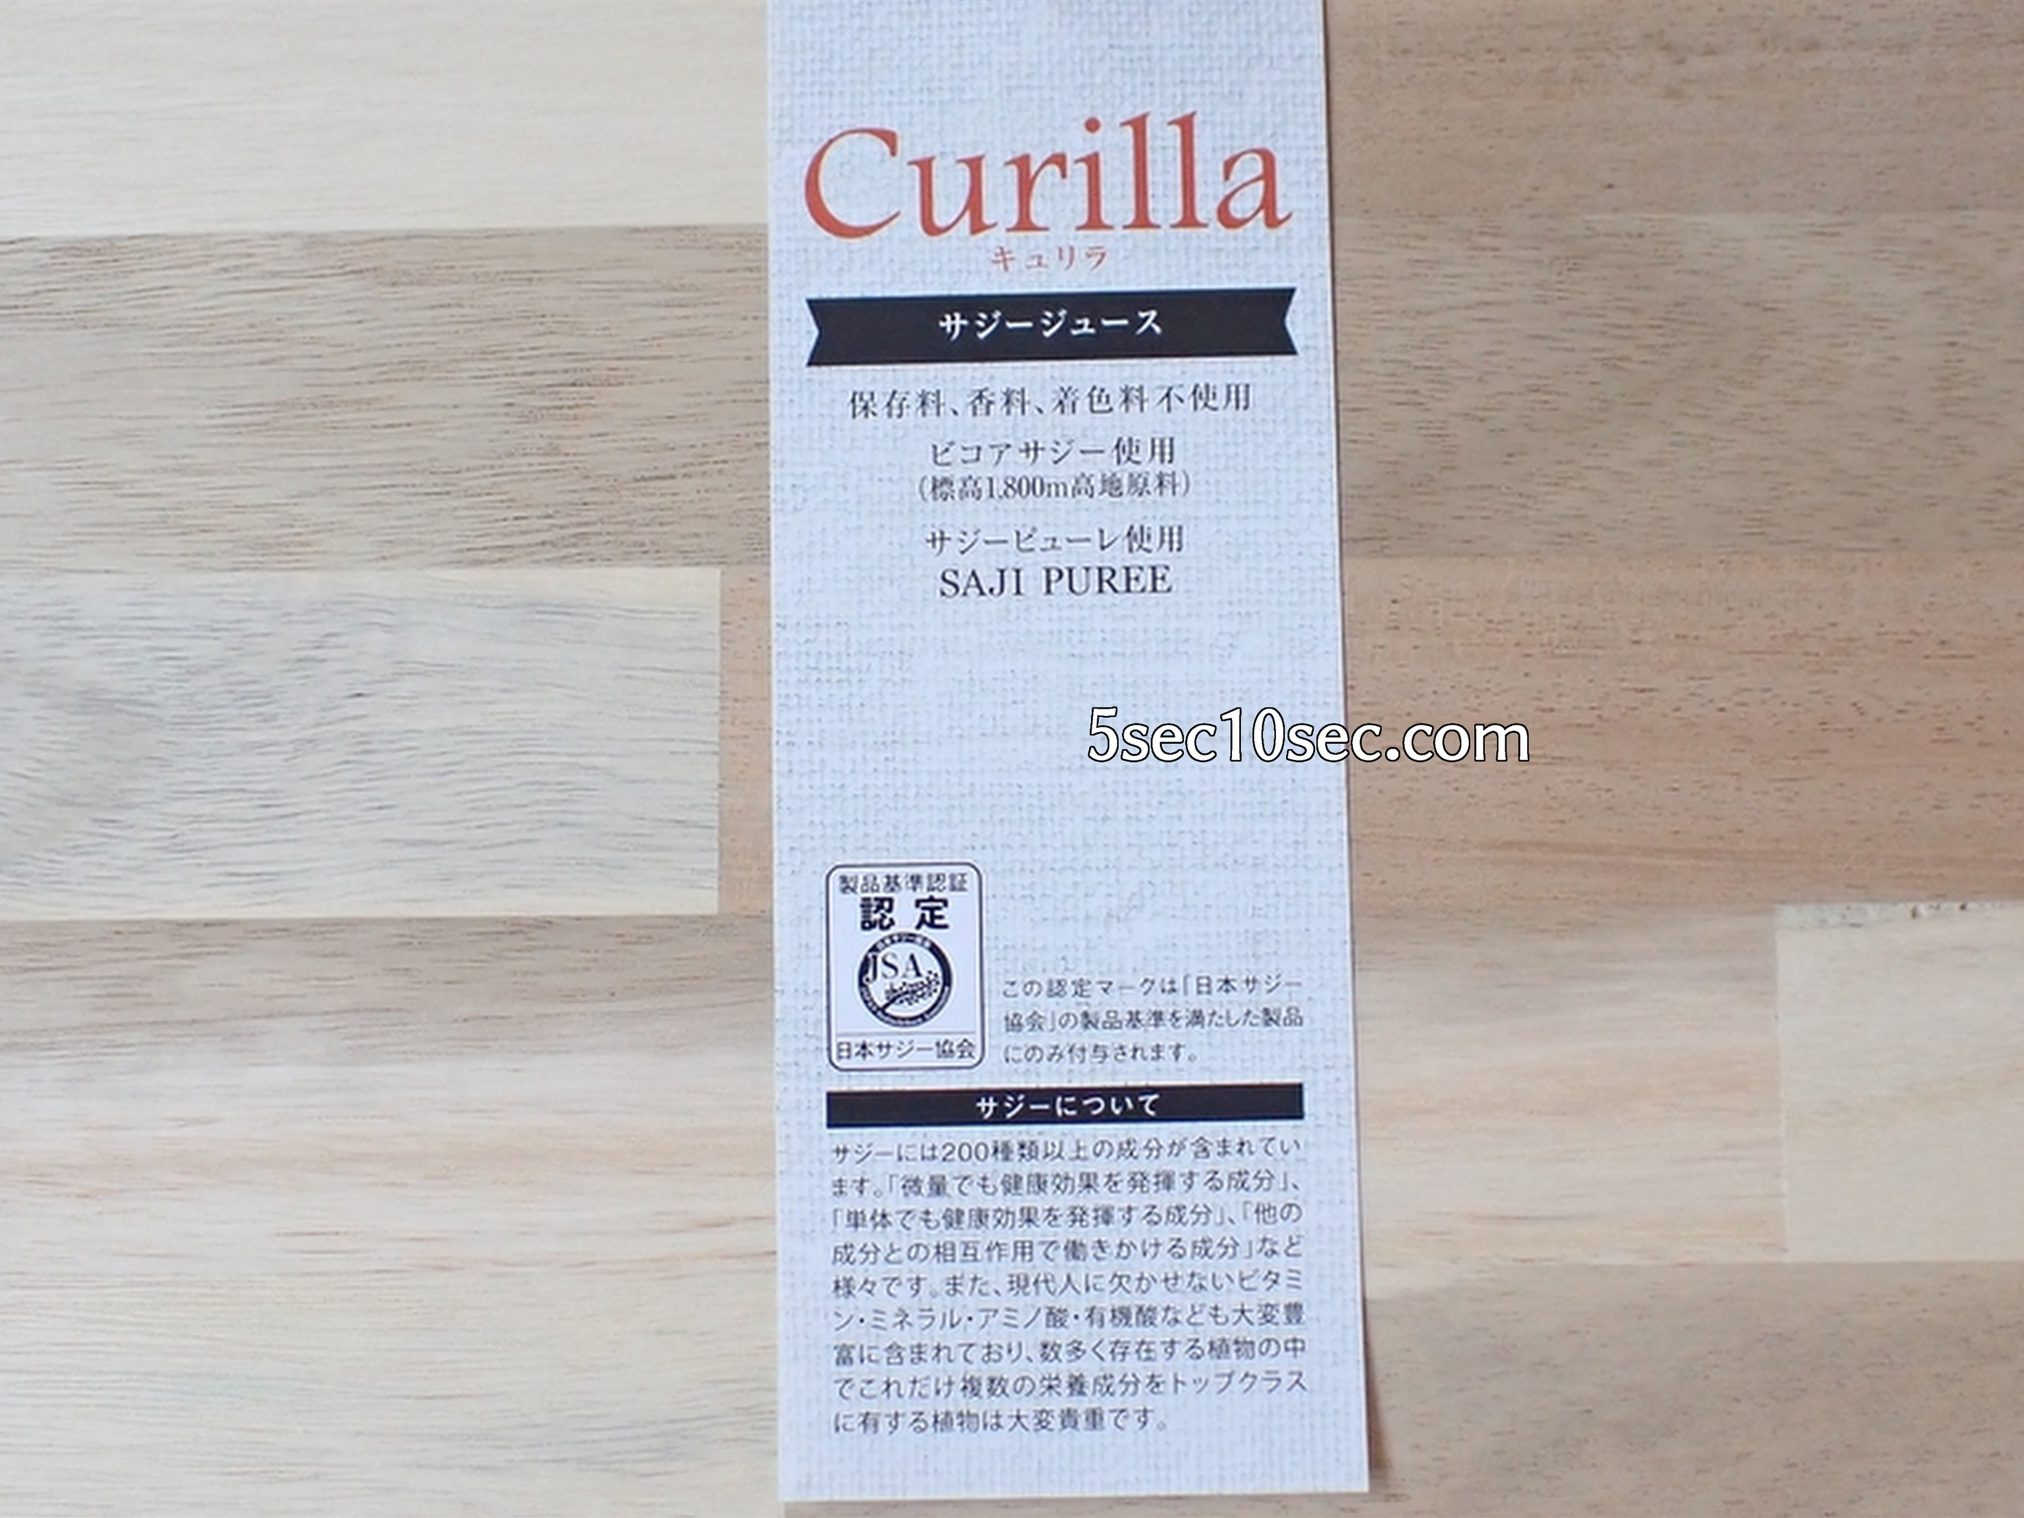 Curilla
キュリラ
サジージュース
保存料、香料、着色料不使用
ビコアサジー使用
(標高1,800m高地原料)
サジーピューレ使用
SAJI PUREE
5sec10sec.com
製品基準認証
認定
日本サジー協会
JSA
日本サジー協会
この認定マークは「日本サジー
協会」の製品基準を満たした製品
にのみ付与されます。
サジーについて
サジーには200種類以上の成分が含まれてい
ます。「微量でも健康効果を発揮する成分」、
「単体でも健康効果を発揮する成分」、「他の
成分との相互作用で働きかける成分」など
様々です。また、現代人に欠かせないビタミ
ン・ミネラル・アミノ酸・有機酸なども大変豊
富に含まれており、数多く存在する植物の中
でこれだけ複数の栄養成分をトップクラス
に有する植物は大変貴重です。